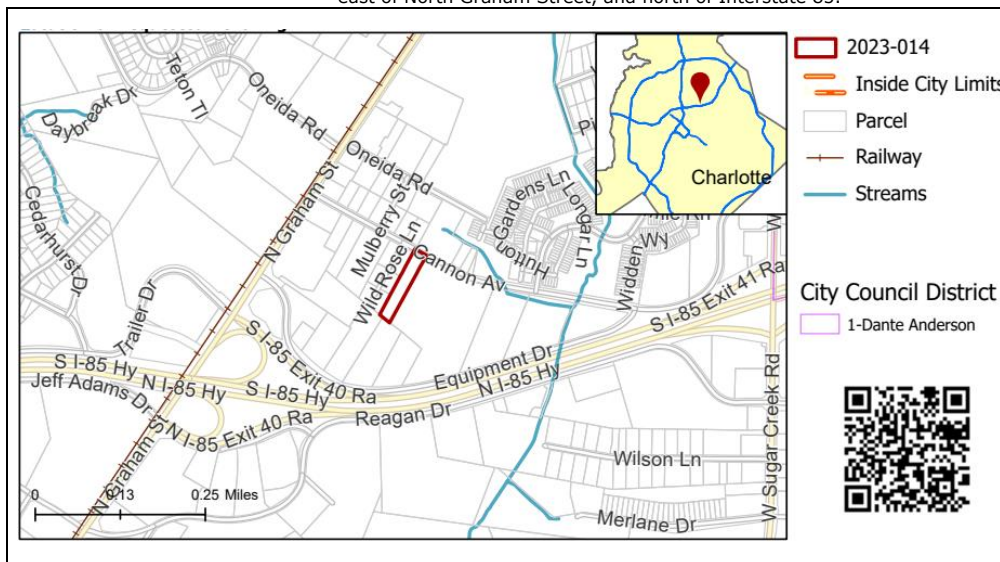 east of North Graham Street, and north of Interstate 85.
Teton Tl
Daybreak Dr
Oneida Rd
Oneida Rd
Cedarhurst Dr
N Graham St
Mulberry St
Wild Rose Ln
Cannon Av
Gardens Ln
Longar Ln
Hutton
Widden Wy
Trailer Dr
S I-85 Exit 41 Ra
S I-85 Exit 40 Ra
Equipment Dr
N I-85 Hy
S I-85 Hy
N I-85 Hy
S I-85 Hy
Jeff Adams Dr
N I-85 Exit 40 Ra
Reagan Dr
N Graham St
Wilson Ln
Merlane Dr
W Sugar Creek Rd
W
0
0.13
0.25 Miles
Charlotte
2023-014
Inside City Limits
Parcel
Railway
Streams
City Council District
1-Dante Anderson